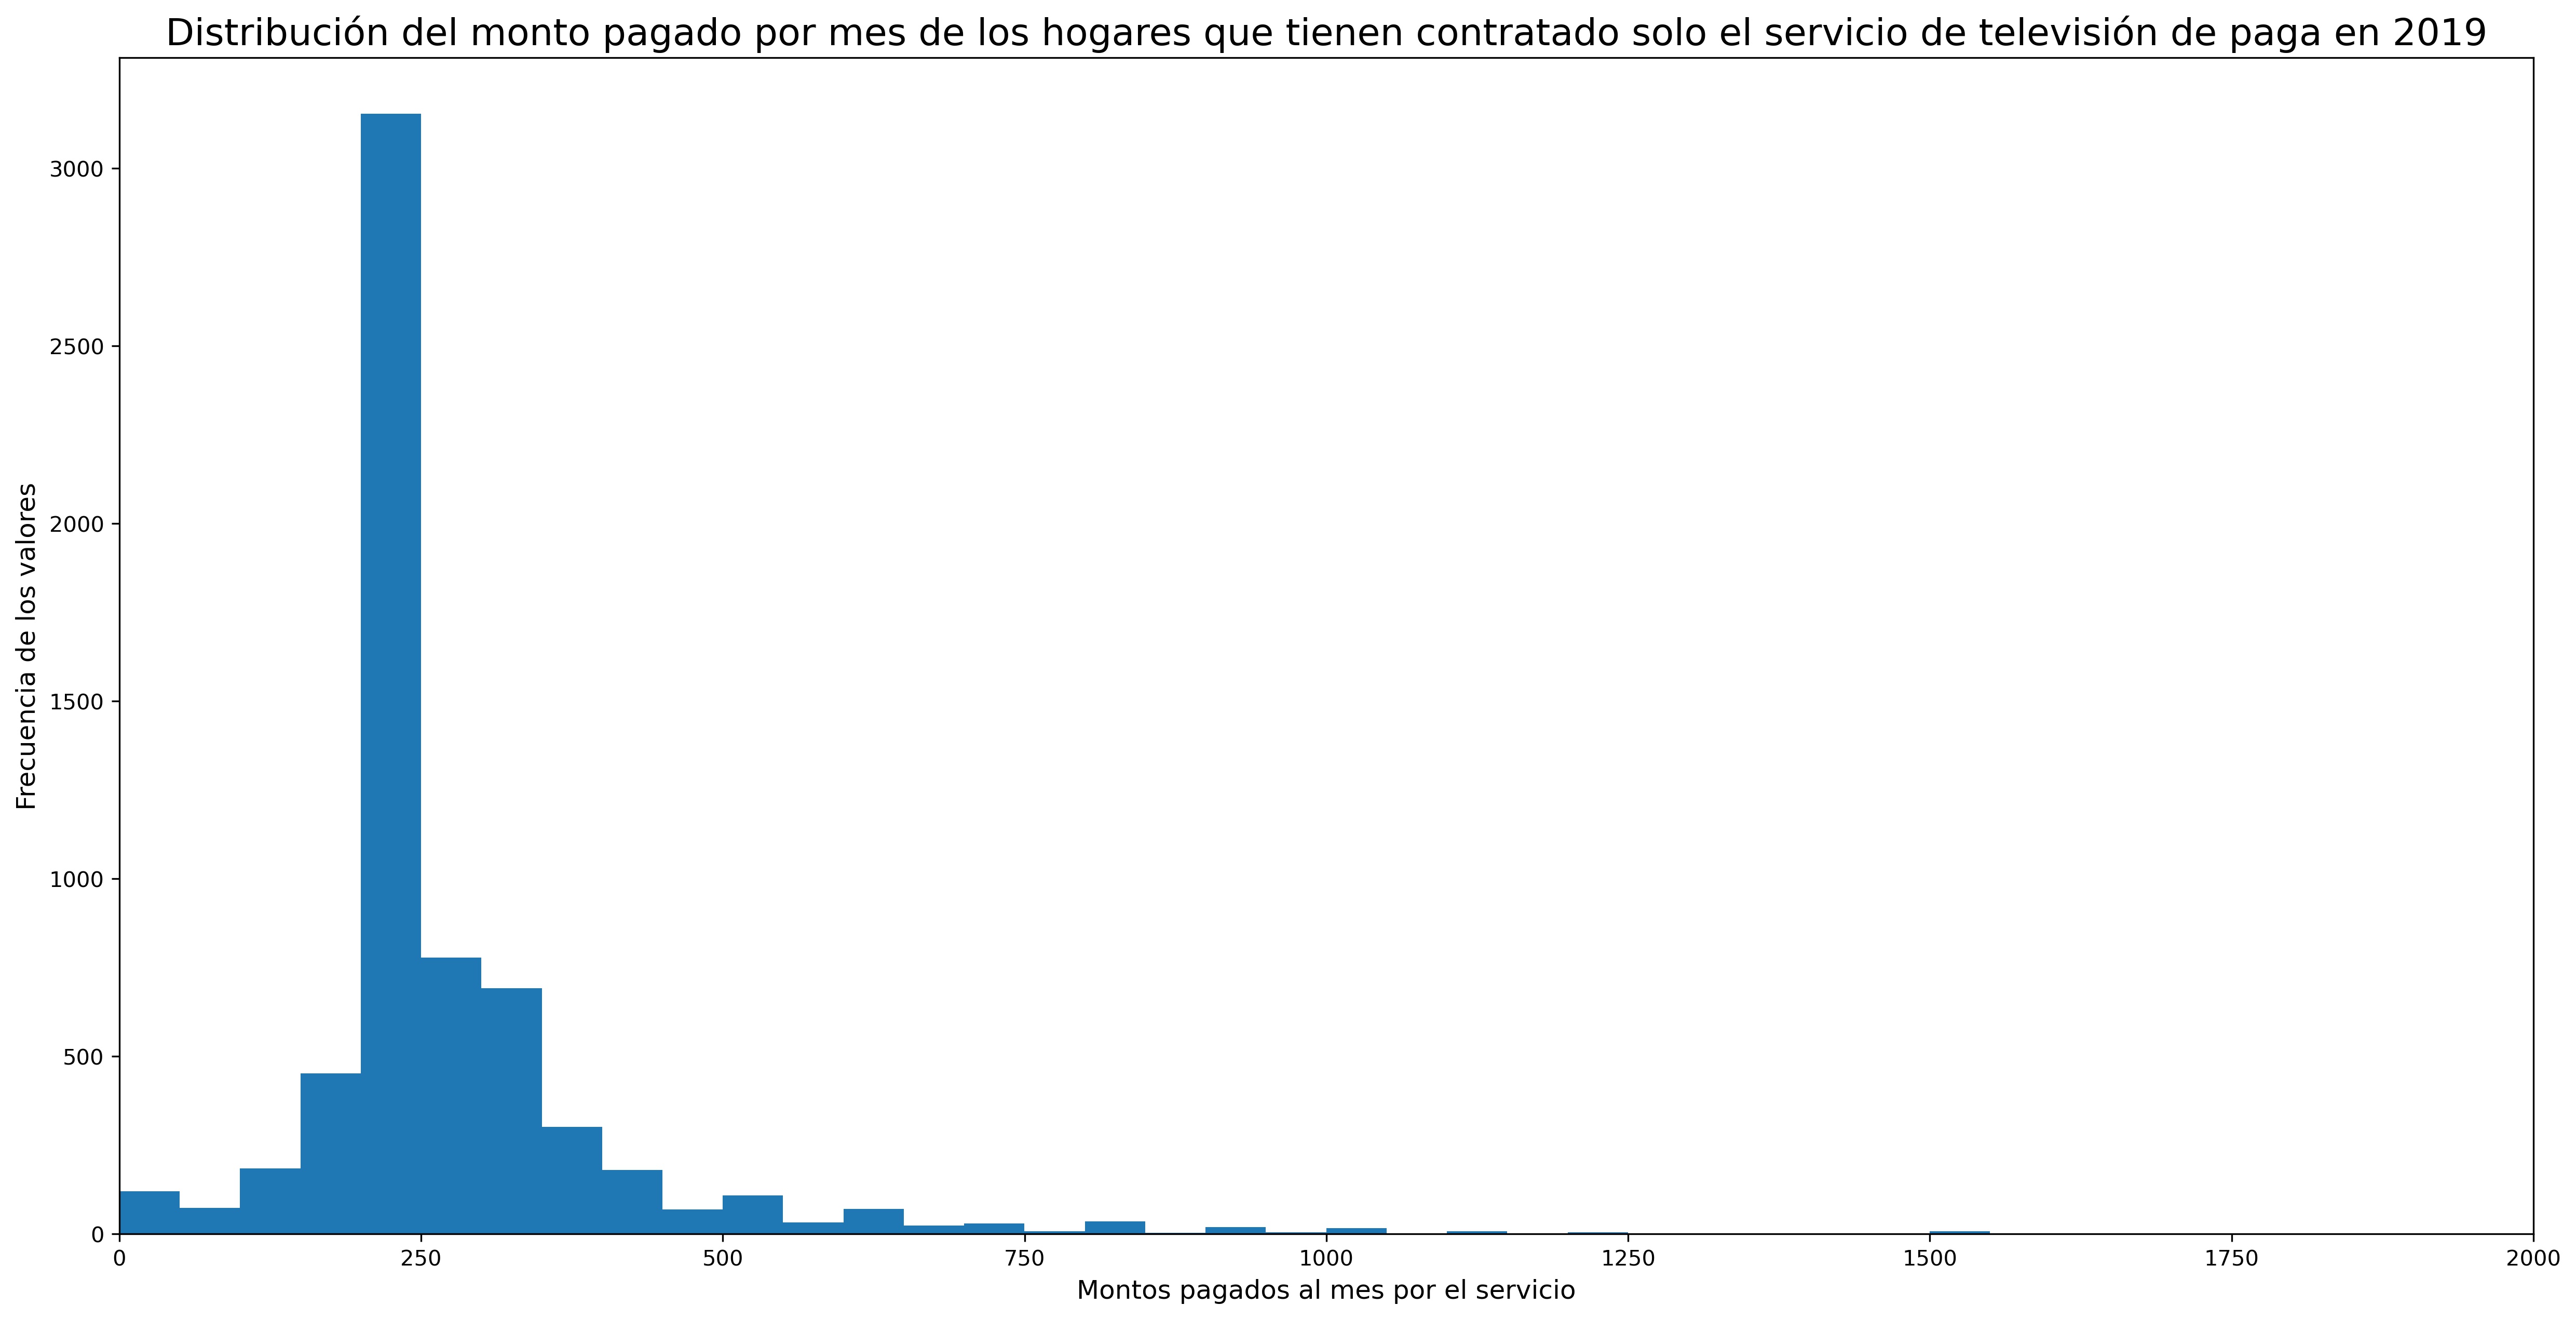 Distribución del monto pagado por mes de los hogares que tienen contratado solo el servicio de televisión de paga en 2019
Frecuencia de los valores
3000
2500
2000
1500
1000
500
0
0 250 500 750 1000 1250 1500 1750 2000
Montos pagados al mes por el servicio